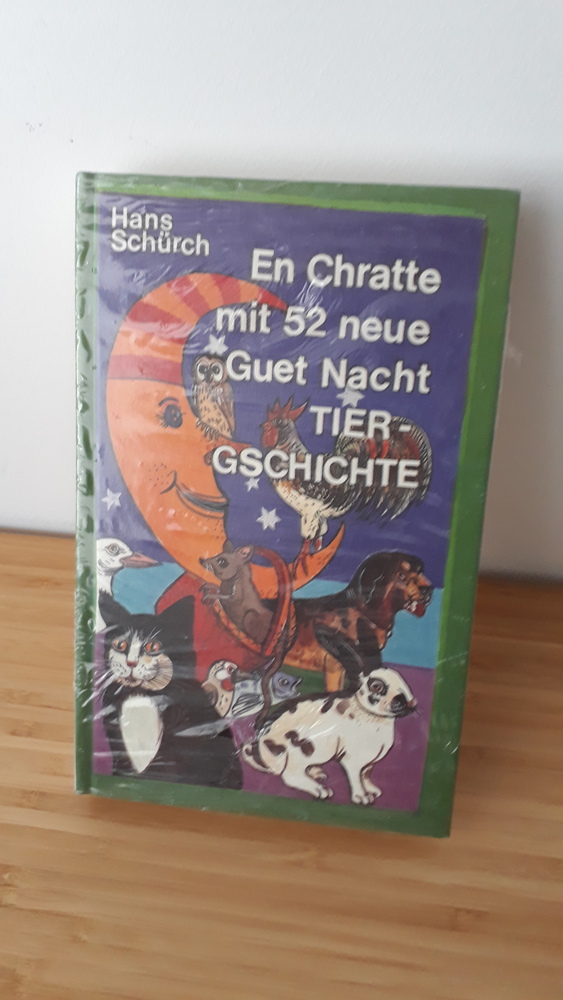 Hans
Schürch
En Chratte
mit 52 neue
Guet Nacht
TIER-
GSCHICHTE